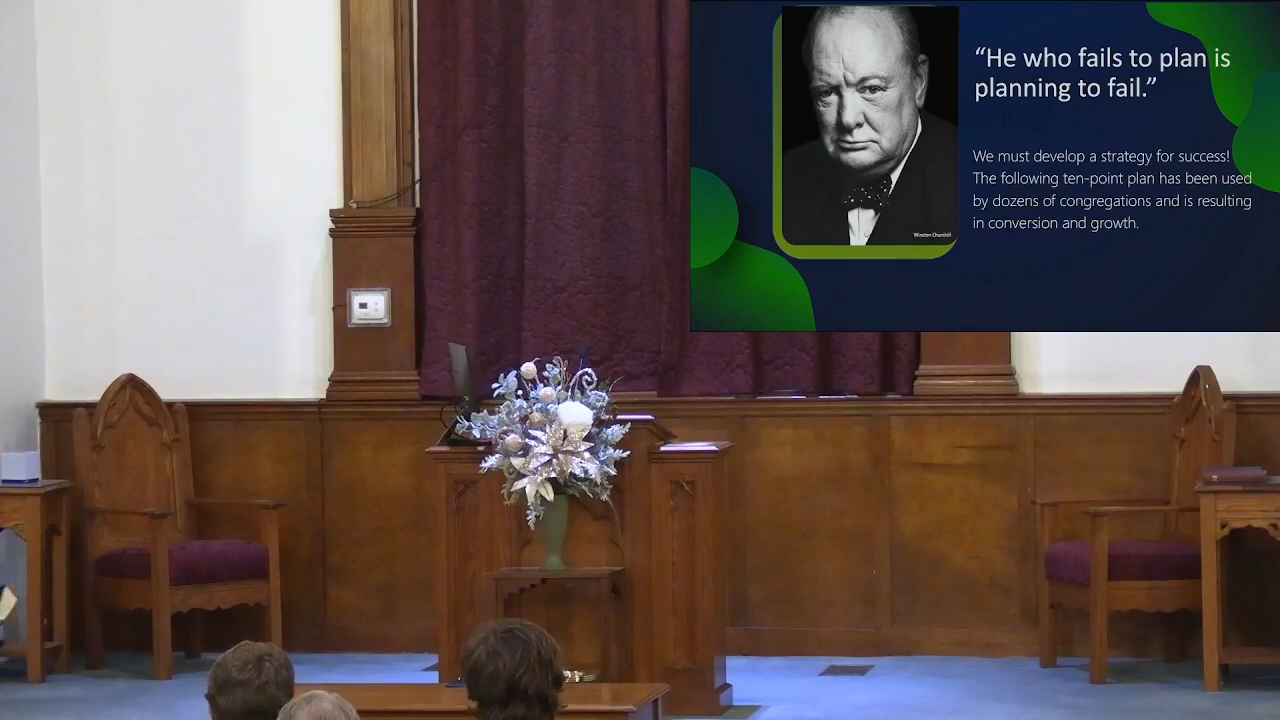 “He who fails to plan is
planning to fail.”
We must develop a strategy for success!
The following ten-point plan has been used
by dozens of congregations and is resulting
in conversion and growth.
Winston Churchill